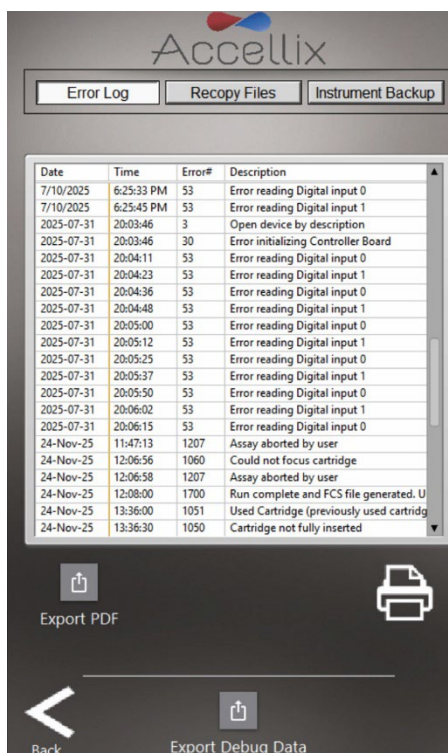 Accellix
Error Log Recopy Files Instrument Backup
Date Time Error# Description
7/10/2025 6:25:33 PM 53 Error reading Digital input 0
7/10/2025 6:25:45 PM 53 Error reading Digital input 1
2025-07-31 20:03:46 3 Open device by description
2025-07-31 20:03:46 30 Error initializing Controller Board
2025-07-31 20:04:11 53 Error reading Digital input 0
2025-07-31 20:04:23 53 Error reading Digital input 1
2025-07-31 20:04:36 53 Error reading Digital input 0
2025-07-31 20:04:48 53 Error reading Digital input 1
2025-07-31 20:05:00 53 Error reading Digital input 0
2025-07-31 20:05:12 53 Error reading Digital input 1
2025-07-31 20:05:25 53 Error reading Digital input 0
2025-07-31 20:05:37 53 Error reading Digital input 1
2025-07-31 20:05:50 53 Error reading Digital input 0
2025-07-31 20:06:02 53 Error reading Digital input 1
2025-07-31 20:06:15 53 Error reading Digital input 0
24-Nov-25 11:47:13 1207 Assay aborted by user
24-Nov-25 12:06:56 1060 Could not focus cartridge
24-Nov-25 12:06:58 1207 Assay aborted by user
24-Nov-25 12:08:00 1700 Run complete and FCS file generated. U
24-Nov-25 13:36:00 1051 Used Cartridge (previously used cartridg
24-Nov-25 13:36:30 1050 Cartridge not fully inserted
Export PDF
Back Export Debug Data